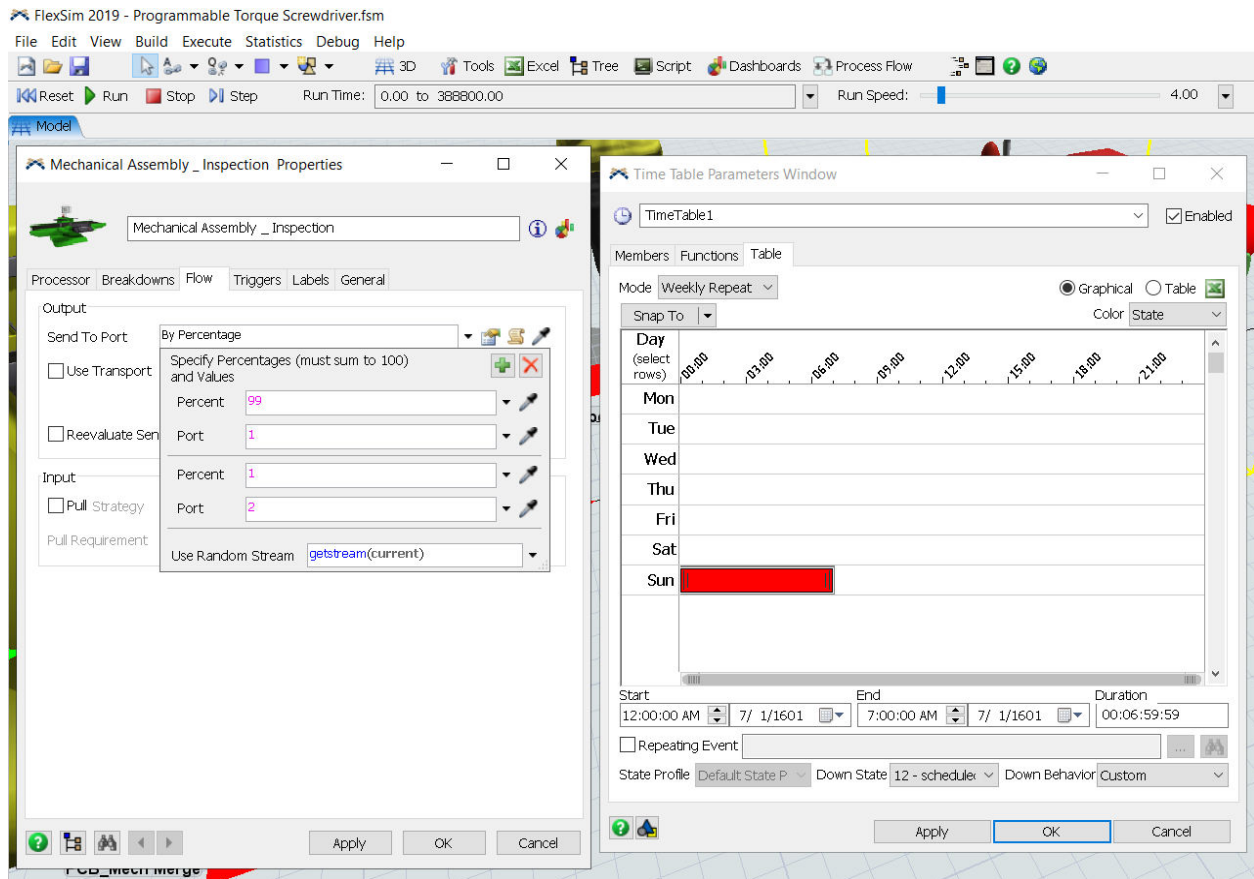 FlexSim 2019 - Programmable Torque Screwdriver.fsm
File Edit View Build Execute Statistics Debug Help
3D Tools Excel Tree Script Dashboards Process Flow
Reset Run Stop Step Run Time: 0.00 to 388800.00 Run Speed: 4.00
Model
Mechanical Assembly _ Inspection Properties
Mechanical Assembly _ Inspection
Processor Breakdowns Flow Triggers Labels General
Output
Send To Port By Percentage
Use Transport
Specify Percentages (must sum to 100)
and Values
Percent 99
Reevaluate Sen
Port 1
Input
Percent 1
Pull Strategy
Port 2
Pull Requirement
Use Random Stream getstream(current)
Apply OK Cancel
PCB_Mech Merge
Time Table Parameters Window
TimeTable1 Enabled
Members Functions Table
Mode Weekly Repeat Graphical Table
Snap To Color State
Day
(select
rows) 00:00 03:00 06:00 09:00 12:00 15:00 18:00 21:00
Mon
Tue
Wed
Thu
Fri
Sat
Sun
Start End Duration
12:00:00 AM 7/ 1/1601 7:00:00 AM 7/ 1/1601 00:06:59:59
Repeating Event ...
State Profile Default State P Down State 12 - scheduled Down Behavior Custom
Apply OK Cancel